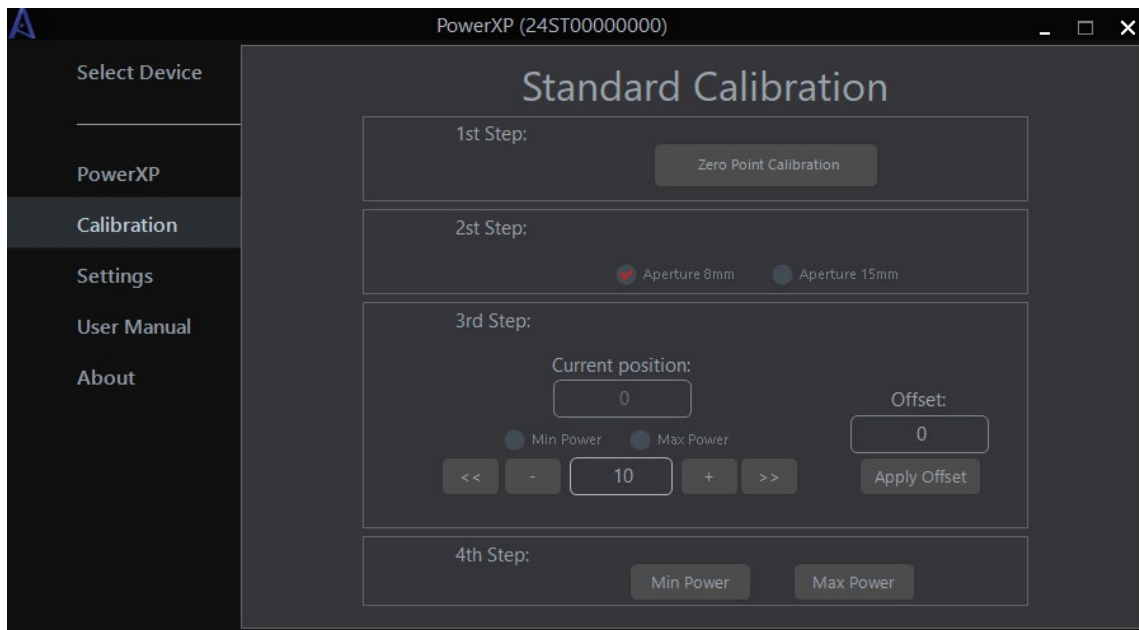 PowerXP (24ST00000000)
Select Device
PowerXP
Calibration
Settings
User Manual
About
Standard Calibration
1st Step:
Zero Point Calibration
2st Step:
Aperture 8mm Aperture 15mm
3rd Step:
Current position:
0
Offset:
0
Min Power Max Power
<< - 10 + >>
Apply Offset
4th Step:
Min Power Max Power